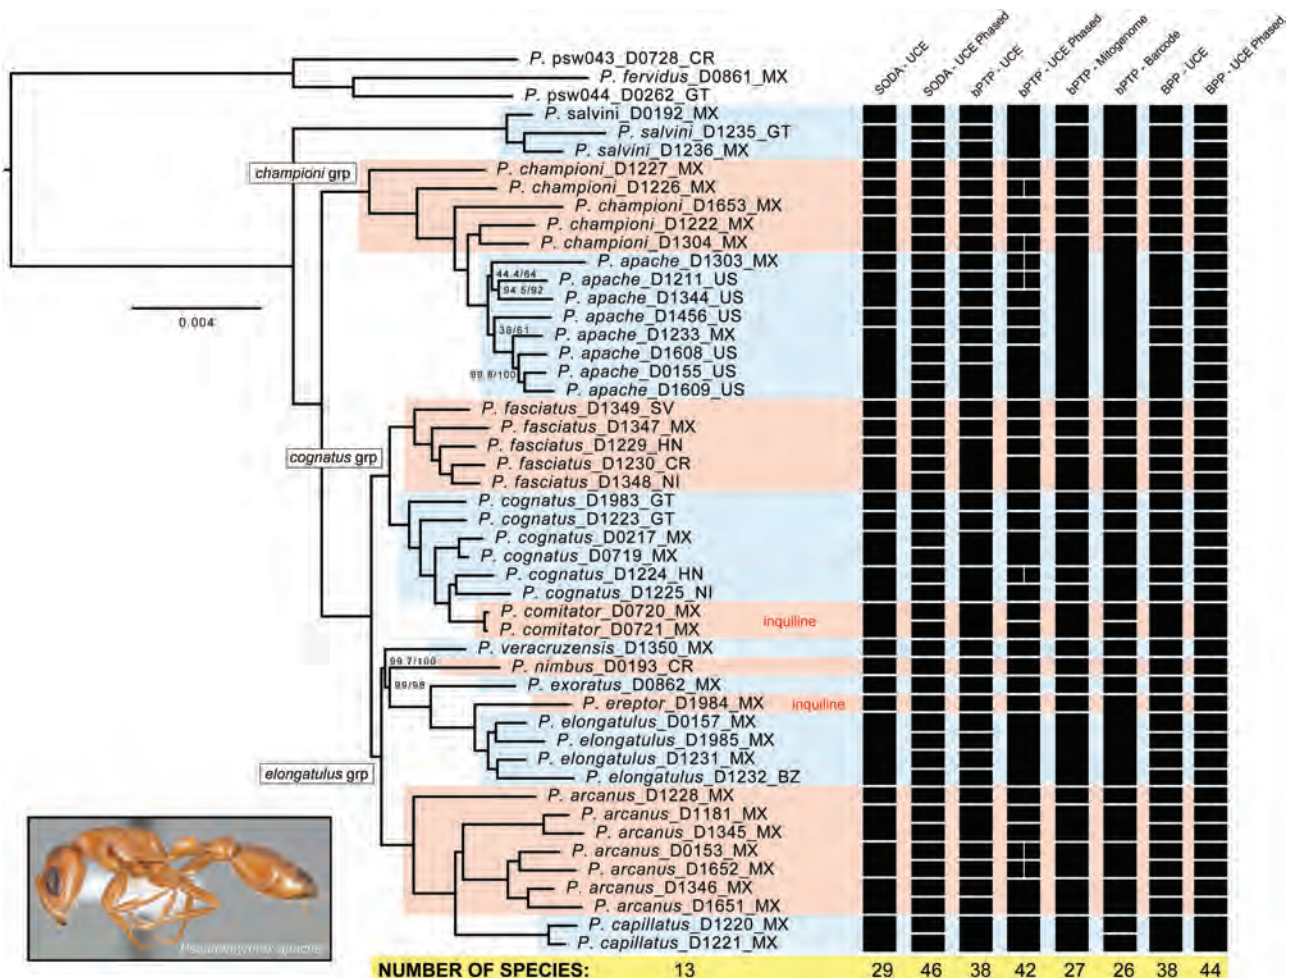 SODA - UCE
SODA - UCE Phased
bPTP - UCE
bPTP - UCE Phased
bPTP - Mitogenome
bPTP - Barcode
BPP - UCE
BPP - UCE Phased
P. psw043_D0728_CR
P. fervidus_D0861_MX
P. psw044_D0262_GT
P. salvini_D0192_MX
P. salvini_D1235_GT
P. salvini_D1236_MX
championi grp
P. championi_D1227_MX
P. championi_D1226_MX
P. championi_D1653_MX
P. championi_D1222_MX
P. championi_D1304_MX
P. apache_D1303_MX
44.4/64
P. apache_D1211_US
94.5/92
P. apache_D1344_US
0.004
P. apache_D1456_US
38/61
P. apache_D1233_MX
P. apache_D1608_US
99.8/100
P. apache_D0155_US
P. apache_D1609_US
P. fasciatus_D1349_SV
P. fasciatus_D1347_MX
P. fasciatus_D1229_HN
cognatus grp
P. fasciatus_D1230_CR
P. fasciatus_D1348_NI
P. cognatus_D1983_GT
P. cognatus_D1223_GT
P. cognatus_D0217_MX
P. cognatus_D0719_MX
P. cognatus_D1224_HN
P. cognatus_D1225_NI
P. comitator_D0720_MX
inquiline
P. comitator_D0721_MX
P. veracruzensis_D1350_MX
99.7/100
P. nimbus_D0193_CR
99/98
P. exoratus_D0862_MX
P. ereptor_D1984_MX inquiline
P. elongatulus_D0157_MX
P. elongatulus_D1985_MX
P. elongatulus_D1231_MX
elongatulus grp
P. elongatulus_D1232_BZ
P. arcanus_D1228_MX
P. arcanus_D1181_MX
P. arcanus_D1345_MX
P. arcanus_D0153_MX
P. arcanus_D1652_MX
P. arcanus_D1346_MX
P. arcanus_D1651_MX
P. capillatus_D1220_MX
P. capillatus_D1221_MX
Pseudomyrmex apache
NUMBER OF SPECIES: 13 29 46 38 42 27 26 38 44